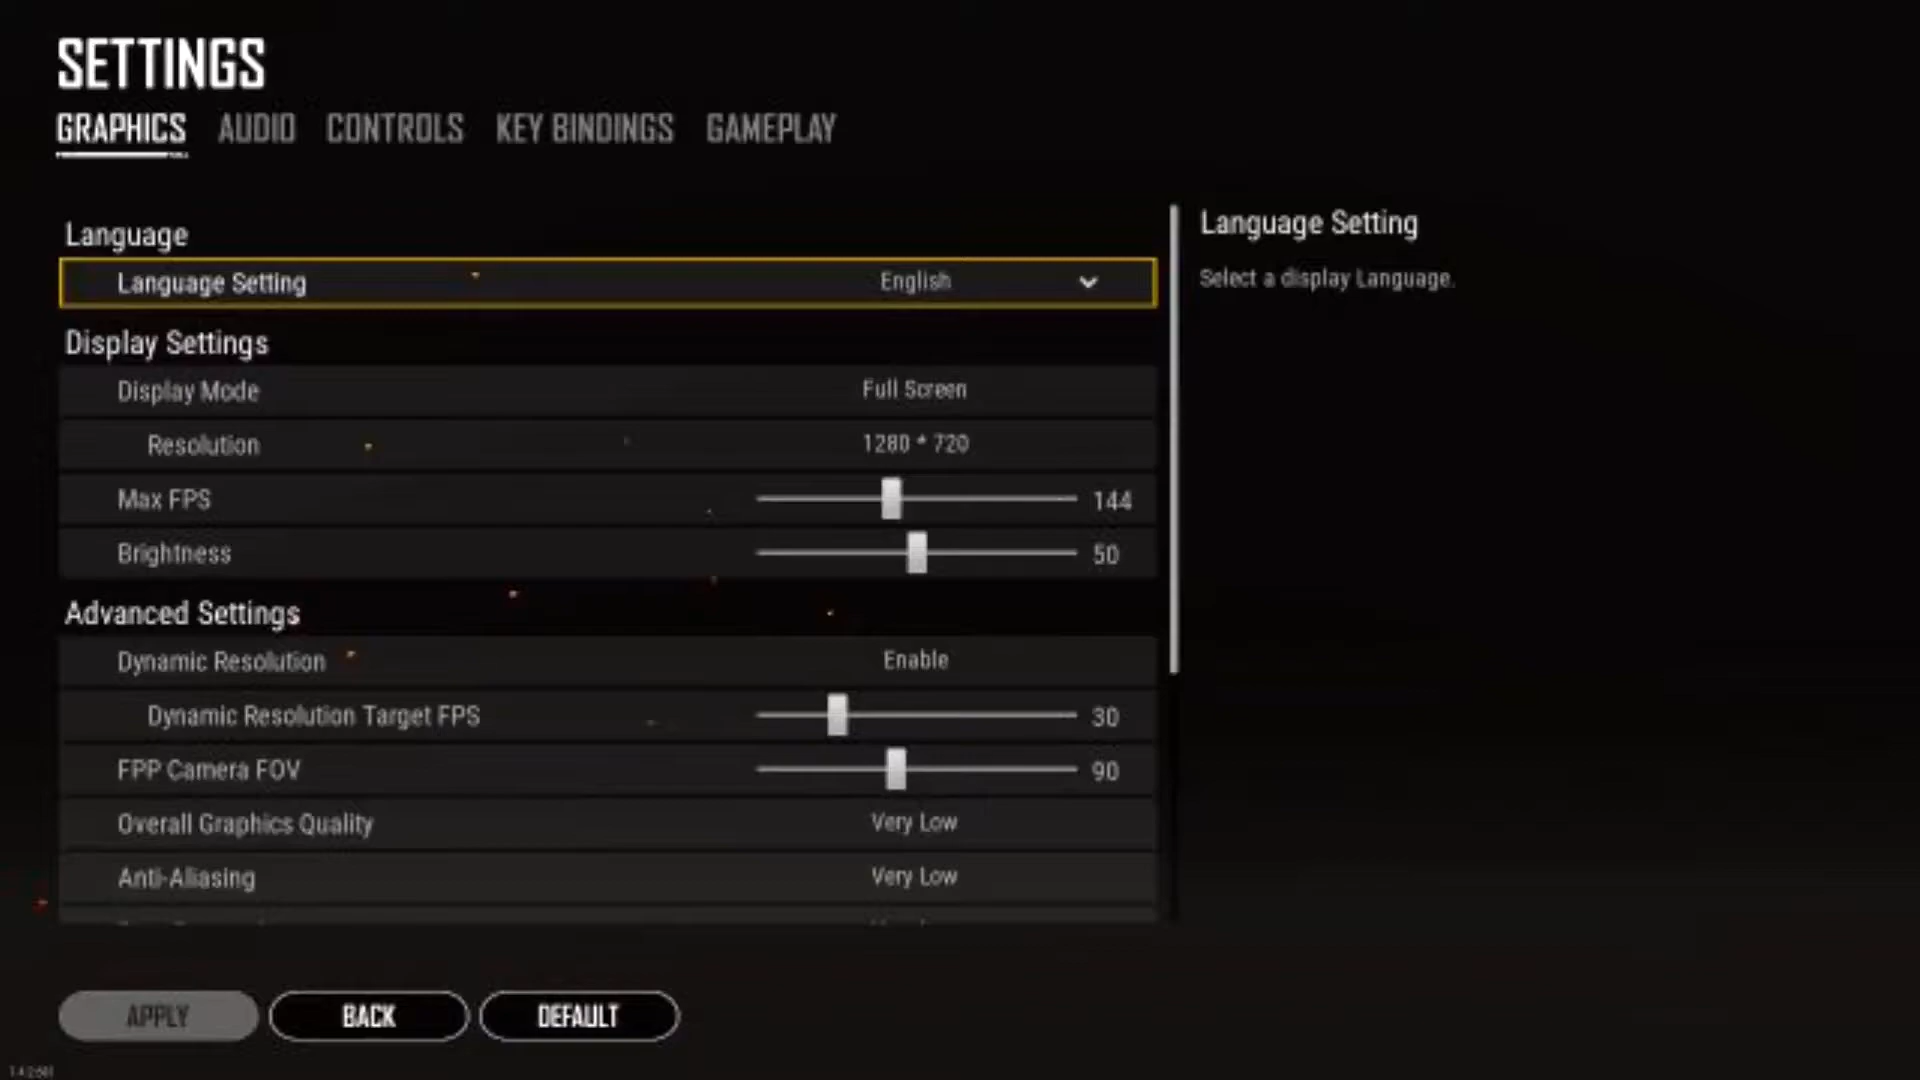 SETTINGS
GRAPHICS AUDIO CONTROLS KEY BINDINGS GAMEPLAY
Language
Language Setting English
Display Settings
Display Mode Full Screen
Resolution 1280 * 720
Max FPS 144
Brightness 50
Advanced Settings
Dynamic Resolution Enable
Dynamic Resolution Target FPS 30
FPP Camera FOV 90
Overall Graphics Quality Very Low
Anti-Aliasing Very Low
Language Setting
Select a display Language.
APPLY BACK DEFAULT